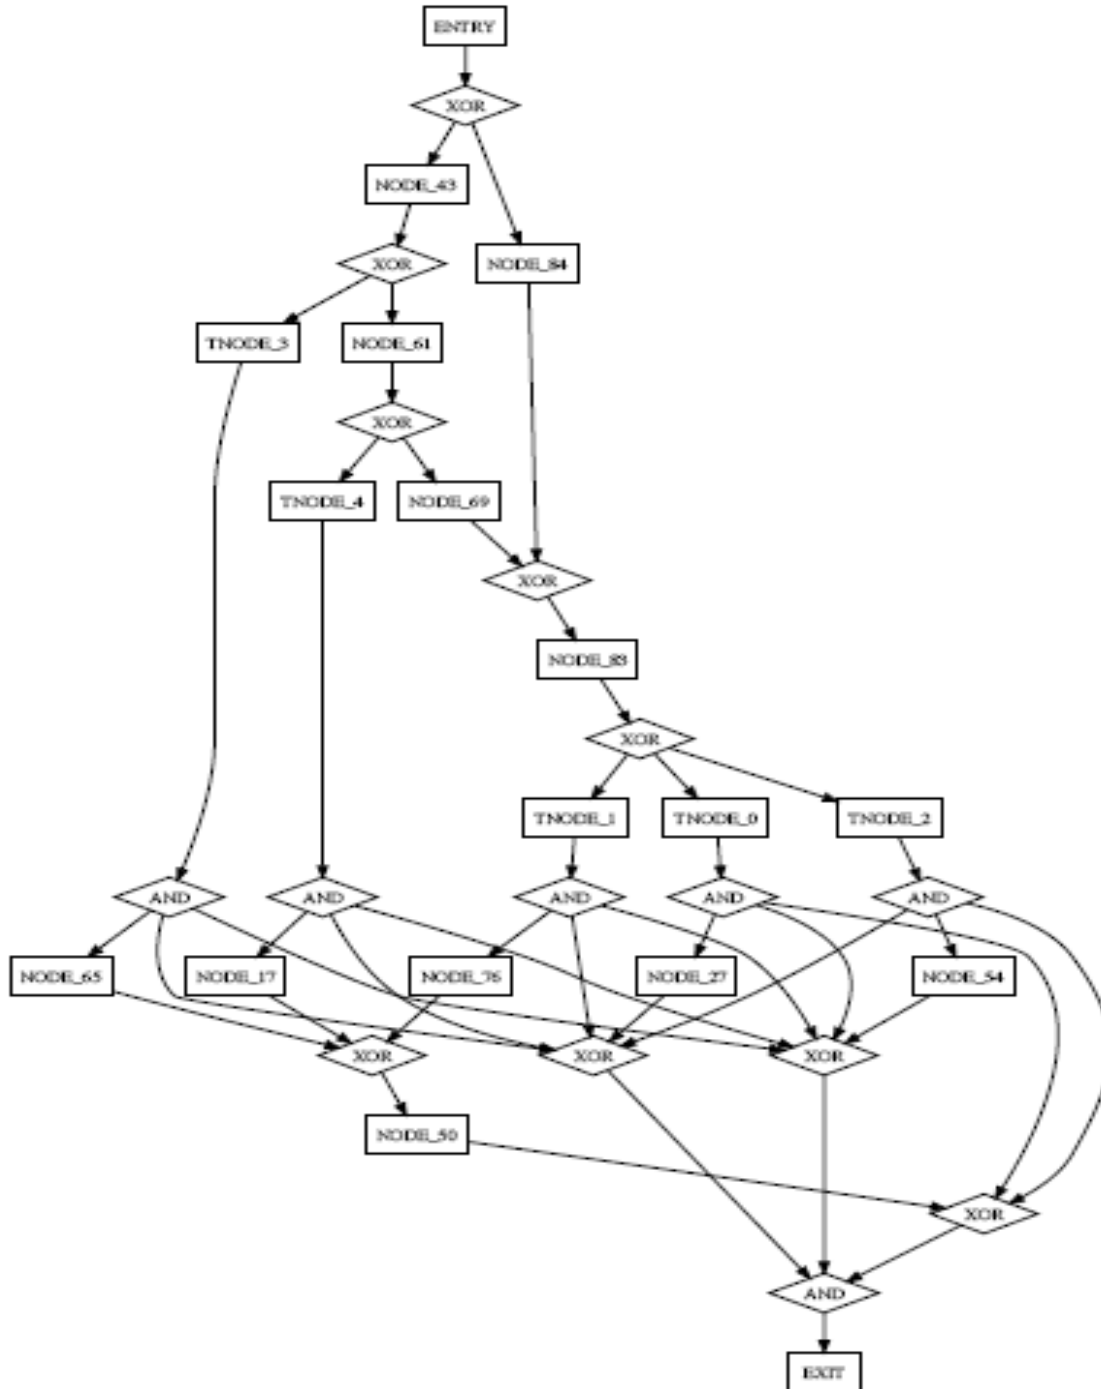 ENTRY
XOR
NODE_43
XOR
NODE_84
TNODE_3
NODE_61
XOR
TNODE_4
NODE_69
XOR
NODE_83
XOR
TNODE_1
TNODE_0
TNODE_2
AND
AND
AND
AND
AND
NODE_65
NODE_17
NODE_76
NODE_27
NODE_54
XOR
XOR
XOR
NODE_50
XOR
AND
EXIT